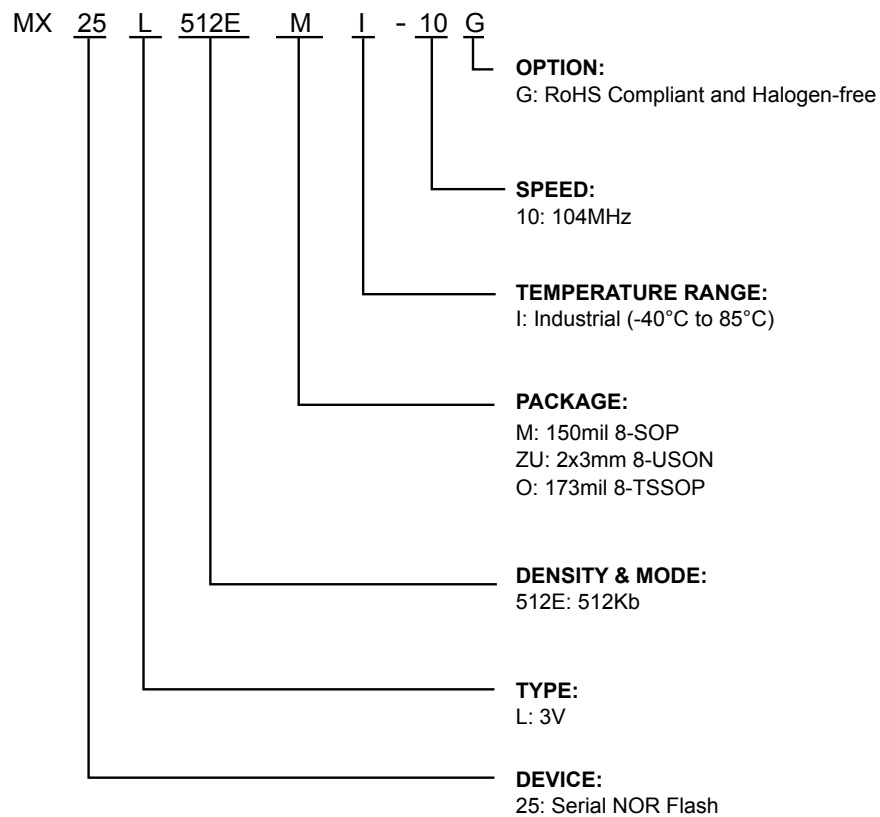 MX 25 L 512E M I - 10 G
OPTION:
G: RoHS Compliant and Halogen-free
SPEED:
10: 104MHz
TEMPERATURE RANGE:
I: Industrial (-40°C to 85°C)
PACKAGE:
M: 150mil 8-SOP
ZU: 2x3mm 8-USON
O: 173mil 8-TSSOP
DENSITY & MODE:
512E: 512Kb
TYPE:
L: 3V
DEVICE:
25: Serial NOR Flash